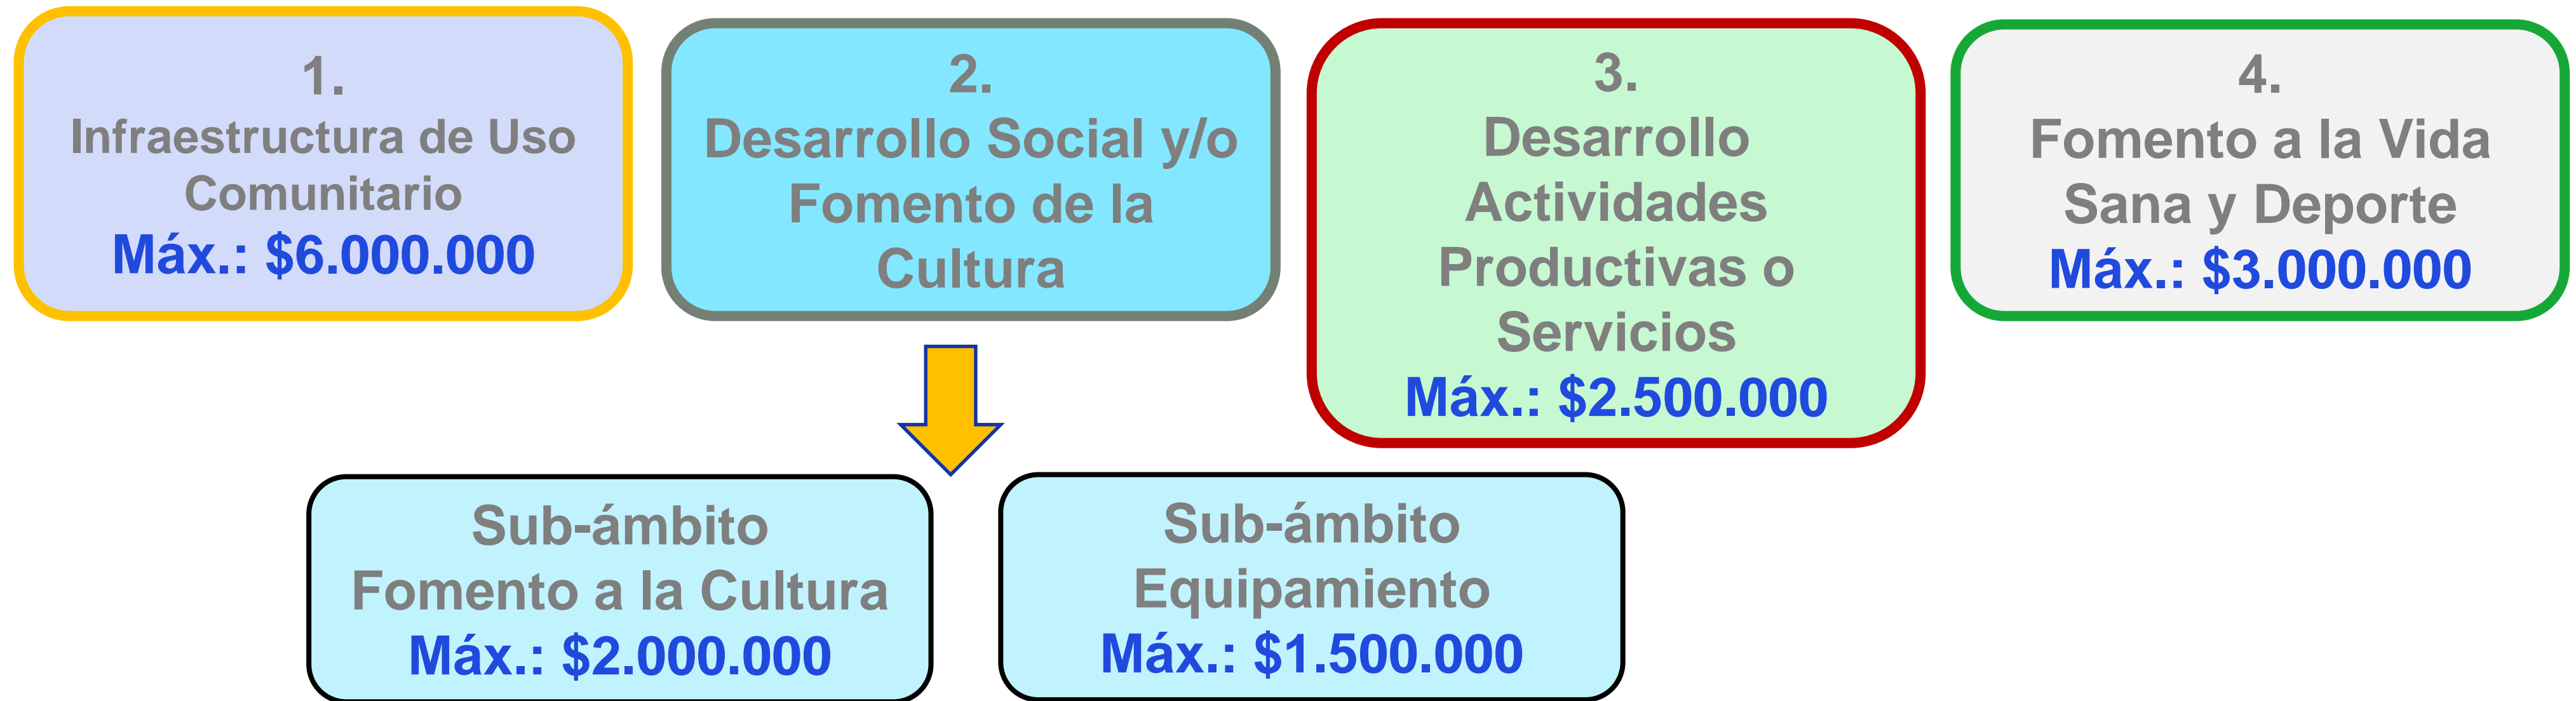 1.
Infraestructura de Uso
Comunitario
Máx.: $6.000.000
2.
Desarrollo Social y/o
Fomento de la
Cultura
3.
Desarrollo
Actividades
Productivas o
Servicios
Máx.: $2.500.000
4.
Fomento a la Vida
Sana y Deporte
Máx.: $3.000.000
Sub-ámbito
Fomento a la Cultura
Máx.: $2.000.000
Sub-ámbito
Equipamiento
Máx.: $1.500.000